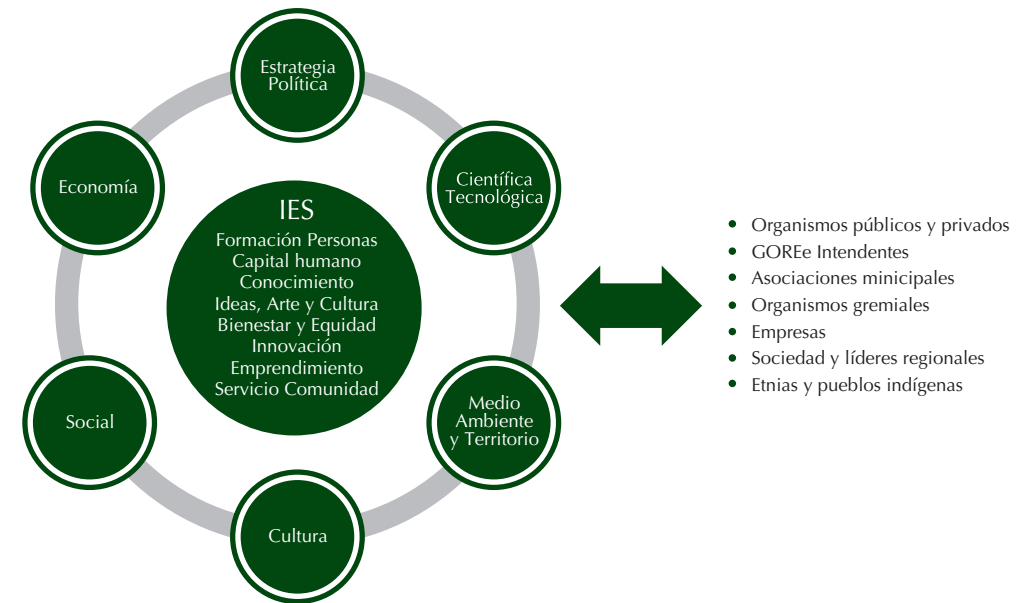 Estrategia
Política
Científica
Tecnológica
Medio
Ambiente
y Territorio
Cultura
Social
Economía
IES
Formación Personas
Capital humano
Conocimiento
Ideas, Arte y Cultura
Bienestar y Equidad
Innovación
Emprendimiento
Servicio Comunidad
• Organismos públicos y privados
• GOREe Intendentes
• Asociaciones minicipales
• Organismos gremiales
• Empresas
• Sociedad y líderes regionales
• Etnias y pueblos indígenas